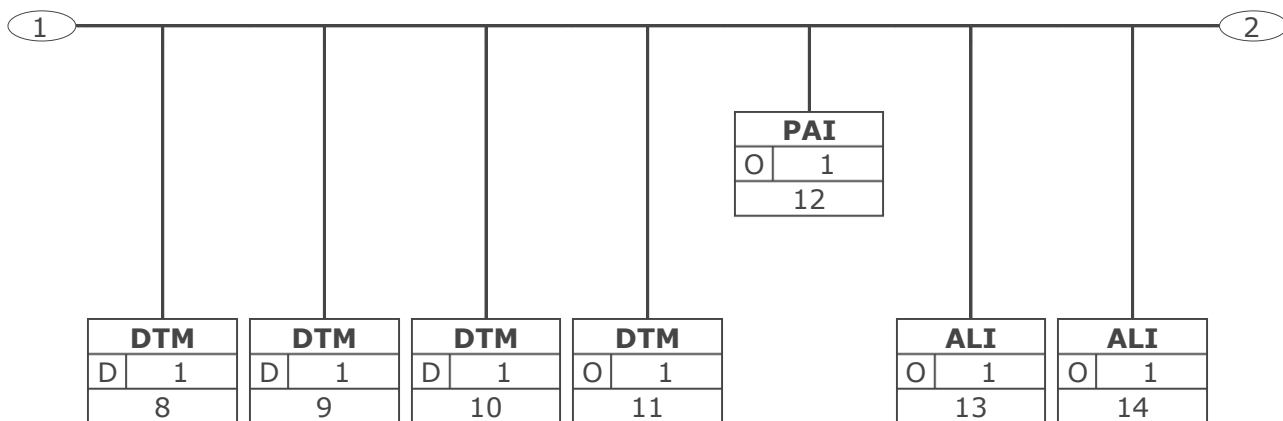 1 2
PAI
O 1
12
DTM DTM DTM DTM ALI ALI
D 1 D 1 D 1 O 1 O 1 O 1
8 9 10 11 13 14